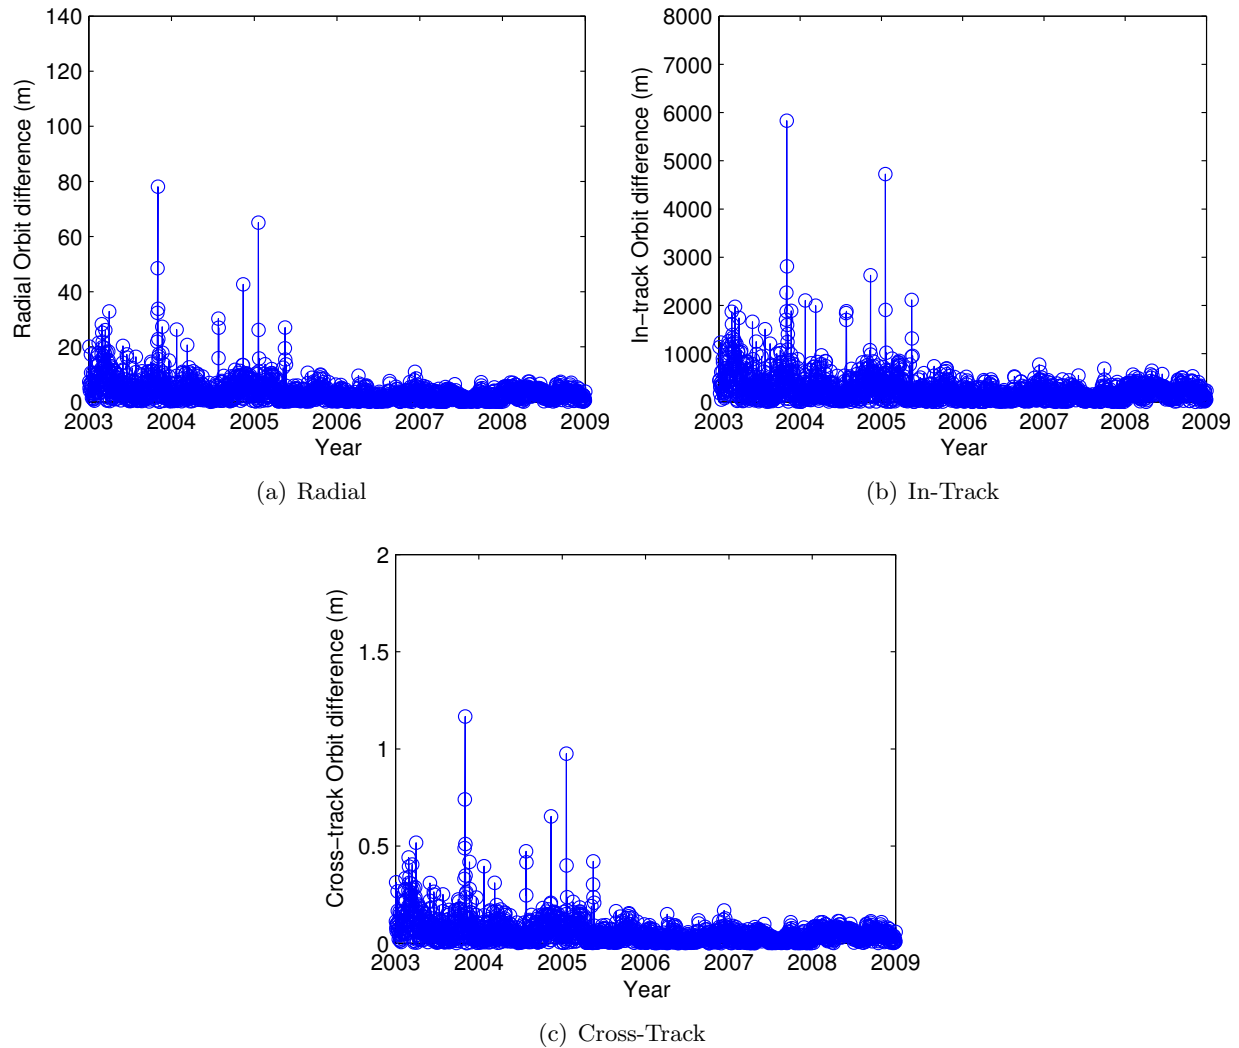 140
120
100
80
60
40
20
0
Radial Orbit difference (m)
2003 2004 2005 2006 2007 2008 2009
Year
(a) Radial
8000
7000
6000
5000
4000
3000
2000
1000
0
In−track Orbit difference (m)
2003 2004 2005 2006 2007 2008 2009
Year
(b) In-Track
2
1.5
1
0.5
0
Cross−track Orbit difference (m)
2003 2004 2005 2006 2007 2008 2009
Year
(c) Cross-Track